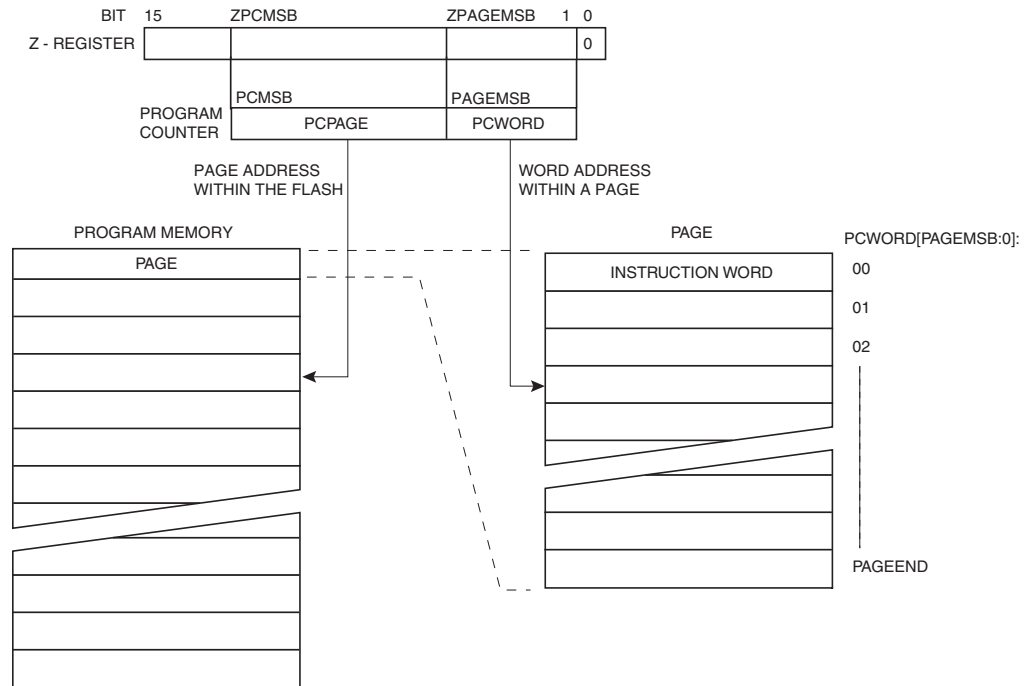 BIT 15 ZPCMSB ZPAGEMSB 1 0
Z - REGISTER 0
PCMSB PAGEMSB
PROGRAM
COUNTER
PCPAGE PCWORD
PAGE ADDRESS
WITHIN THE FLASH
WORD ADDRESS
WITHIN A PAGE
PROGRAM MEMORY
PAGE
PAGE
PCWORD[PAGEMSB:0]:
INSTRUCTION WORD 00
01
02
PAGEEND